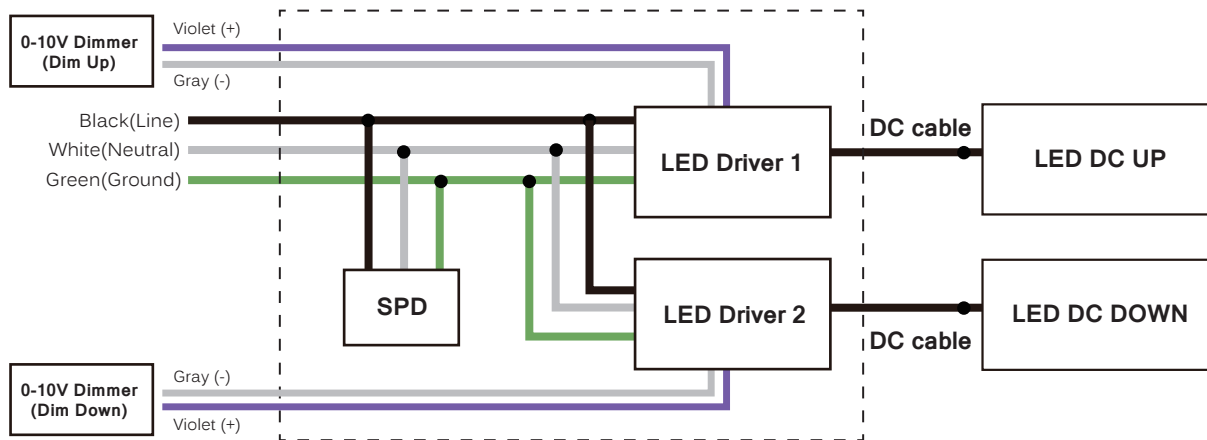 0-10V Dimmer
(Dim Up)
Violet (+)
Gray (-)
Black(Line)
White(Neutral)
Green(Ground)
LED Driver 1
DC cable
LED DC UP
SPD
LED Driver 2
DC cable
LED DC DOWN
0-10V Dimmer
(Dim Down)
Gray (-)
Violet (+)